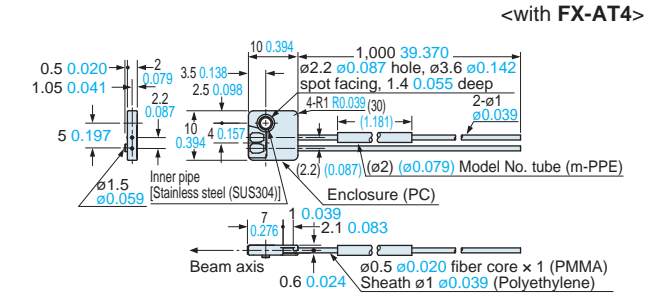 <with FX-AT4>
10 0.394
1,000 39.370
0.5 0.020
2
0.079
3.5 0.138
ø2.2 ø0.087 hole, ø3.6 ø0.142
1.05 0.041
2.5 0.098
spot facing, 1.4 0.055 deep
2.2
0.087
4-R1 R0.039
(30)
(1.181)
2-ø1
ø0.039
5 0.197
10
0.394
4 0.157
(2.2) (0.087)
(ø2) (ø0.079) Model No. tube (m-PPE)
ø1.5
ø0.059
Inner pipe
[Stainless steel (SUS304)]
Enclosure (PC)
7
0.276
1 0.039
2.1 0.083
Beam axis
0.6 0.024
ø0.5 ø0.020 fiber core × 1 (PMMA)
Sheath ø1 ø0.039 (Polyethylene)